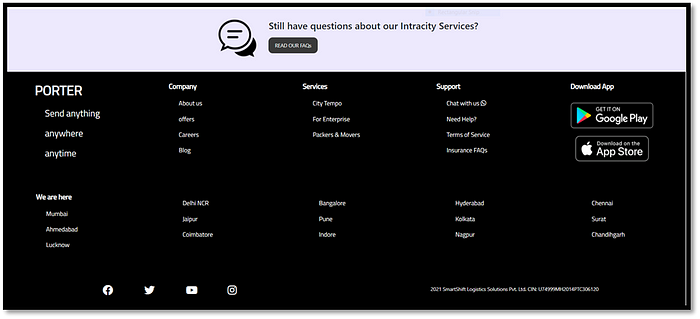 Still have questions about our Intracity Services?
READ OUR FAQs
PORTER
Send anything
anywhere
anytime
Company
About us
offers
Careers
Blog
Services
City Tempo
For Enterprise
Packers & Movers
Support
Chat with us
Need Help?
Terms of Service
Insurance FAQs
Download App
GET IT ON
Google Play
Download on the
App Store
We are here
Mumbai
Ahmedabad
Lucknow
Delhi NCR
Jaipur
Coimbatore
Bangalore
Pune
Indore
Hyderabad
Kolkata
Nagpur
Chennai
Surat
Chandihgarh
2021 SmartShift Logistics Solutions Pvt. Ltd. CIN: U74999MH2014PTC306120